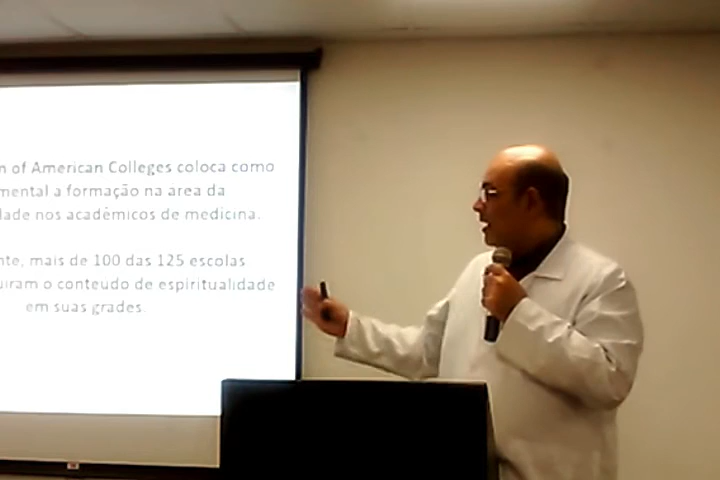 n of American Colleges coloca como
mental a formação na area da
dade nos acadêmicos de medicina.
nte, mais de 100 das 125 escolas
uiram o conteudo de espiritualidade
em suas grades.